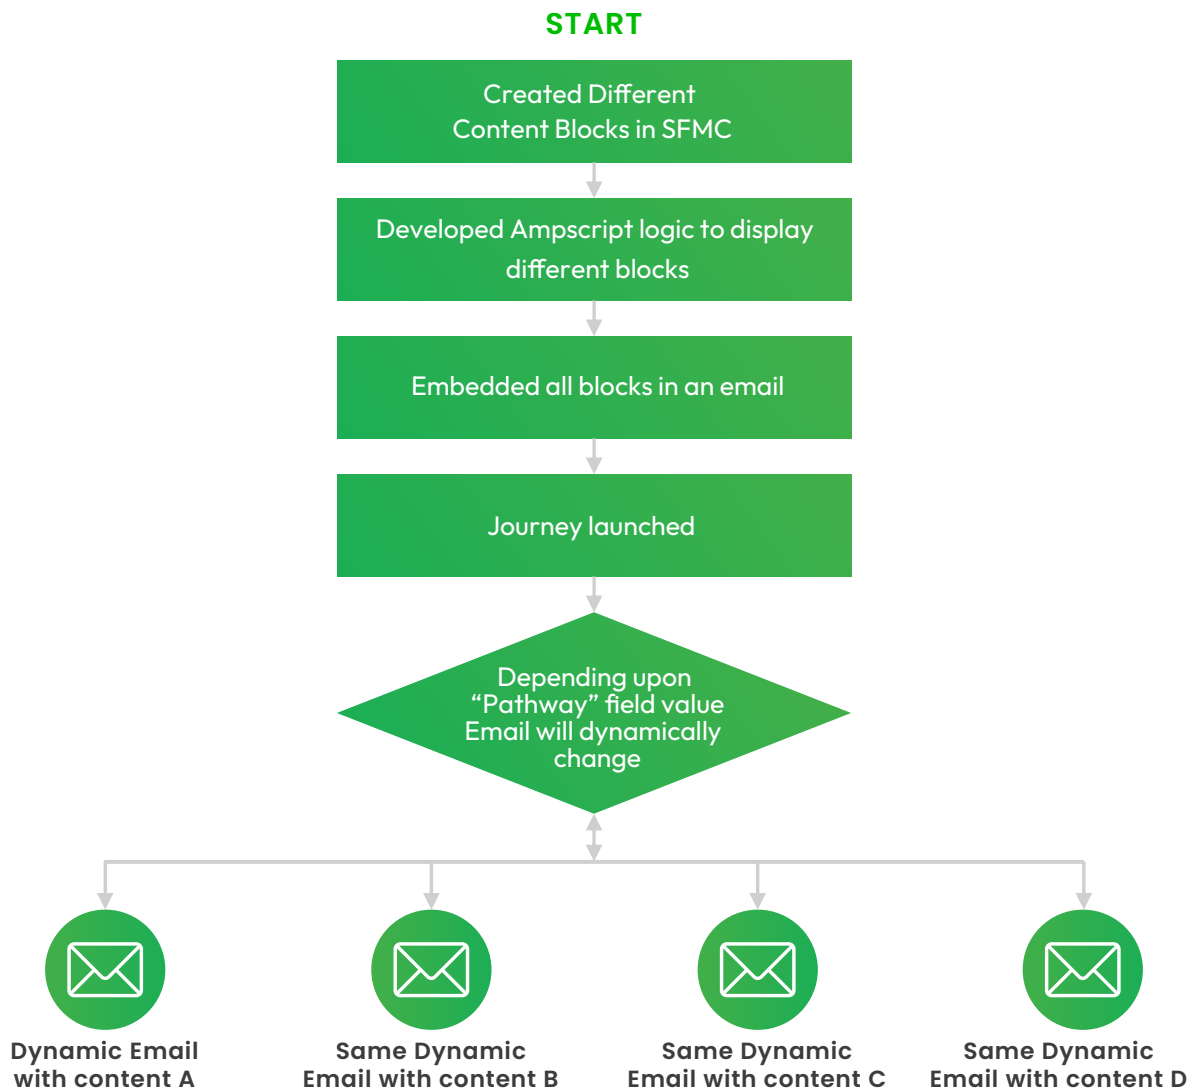 START
Created Different
Content Blocks in SFMC
Developed Ampscript logic to display
different blocks
Embedded all blocks in an email
Journey launched
Depending upon
“Pathway” field value
Email will dynamically
change
Dynamic Email
with content A
Same Dynamic
Email with content B
Same Dynamic
Email with content C
Same Dynamic
Email with content D